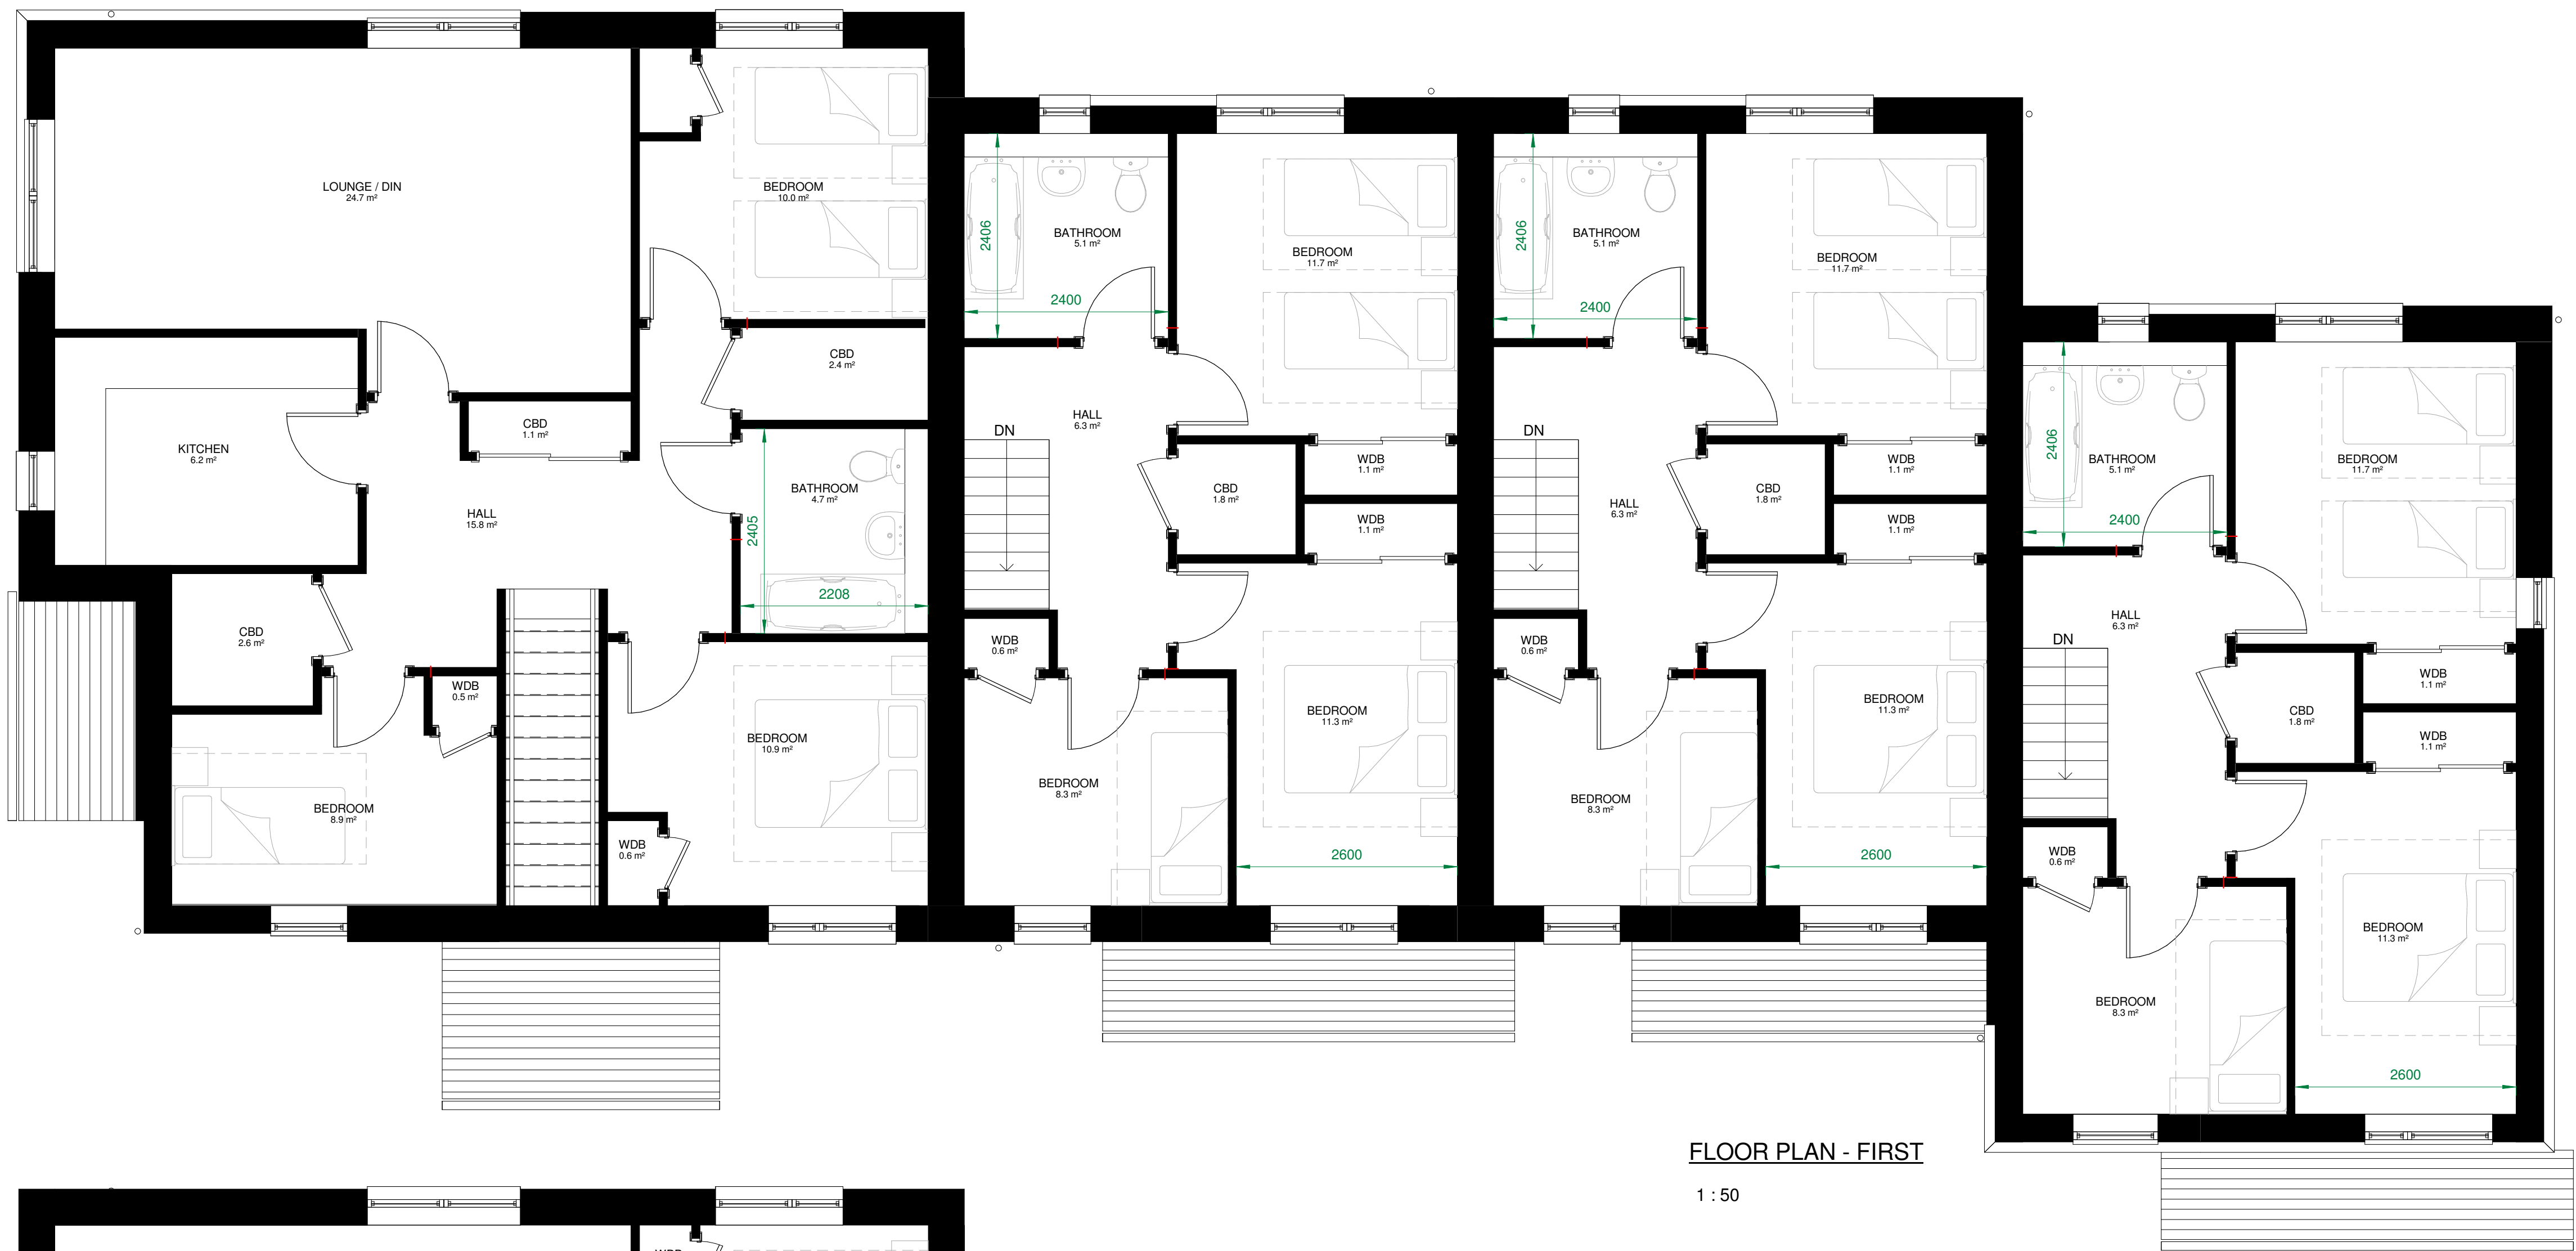 LOUNGE / DIN
24.7 m²
BEDROOM
10.0 m²
CBD
2.4 m²
KITCHEN
6.2 m²
CBD
1.1 m²
HALL
15.8 m²
BATHROOM
4.7 m²
2405
2208
CBD
2.6 m²
WDB
0.5 m²
BEDROOM
8.9 m²
BEDROOM
10.9 m²
WDB
0.6 m²
BATHROOM
5.1 m²
2406
2400
BEDROOM
11.7 m²
HALL
6.3 m²
DN
CBD
1.8 m²
WDB
1.1 m²
WDB
1.1 m²
WDB
0.6 m²
BEDROOM
8.3 m²
BEDROOM
11.3 m²
2600
BATHROOM
5.1 m²
2406
2400
BEDROOM
11.7 m²
DN
HALL
6.3 m²
CBD
1.8 m²
WDB
1.1 m²
WDB
1.1 m²
WDB
0.6 m²
BEDROOM
8.3 m²
BEDROOM
11.3 m²
2600
BATHROOM
5.1 m²
2406
2400
BEDROOM
11.7 m²
HALL
6.3 m²
DN
CBD
1.8 m²
WDB
1.1 m²
WDB
1.1 m²
WDB
0.6 m²
BEDROOM
8.3 m²
BEDROOM
11.3 m²
2600
FLOOR PLAN - FIRST
1 : 50